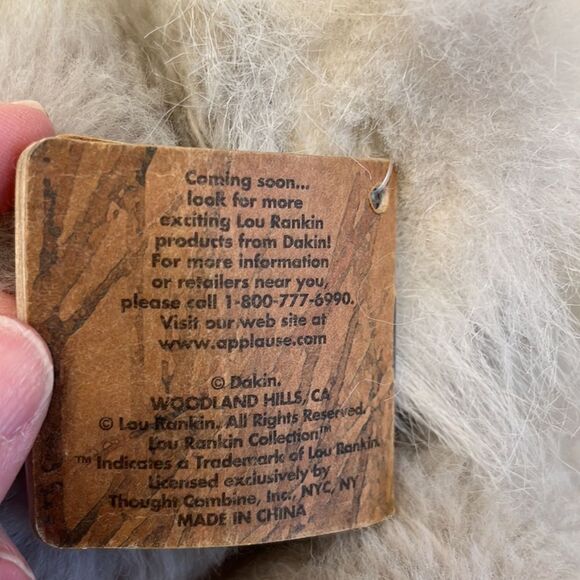 Coming soon...
look for more
exciting Lou Rankin
products from Dakin!
For more information
or retailers near you,
please call 1-800-777-6990.
Visit our web site at
www.applause.com
© Dakin.
WOODLAND HILLS, CA
© Lou Rankin. All Rights Reserved.
Lou Rankin Collection™
™ Indicates a Trademark of Lou Rankin.
Licensed exclusively by
Thought Combine, Inc., NYC, NY
MADE IN CHINA